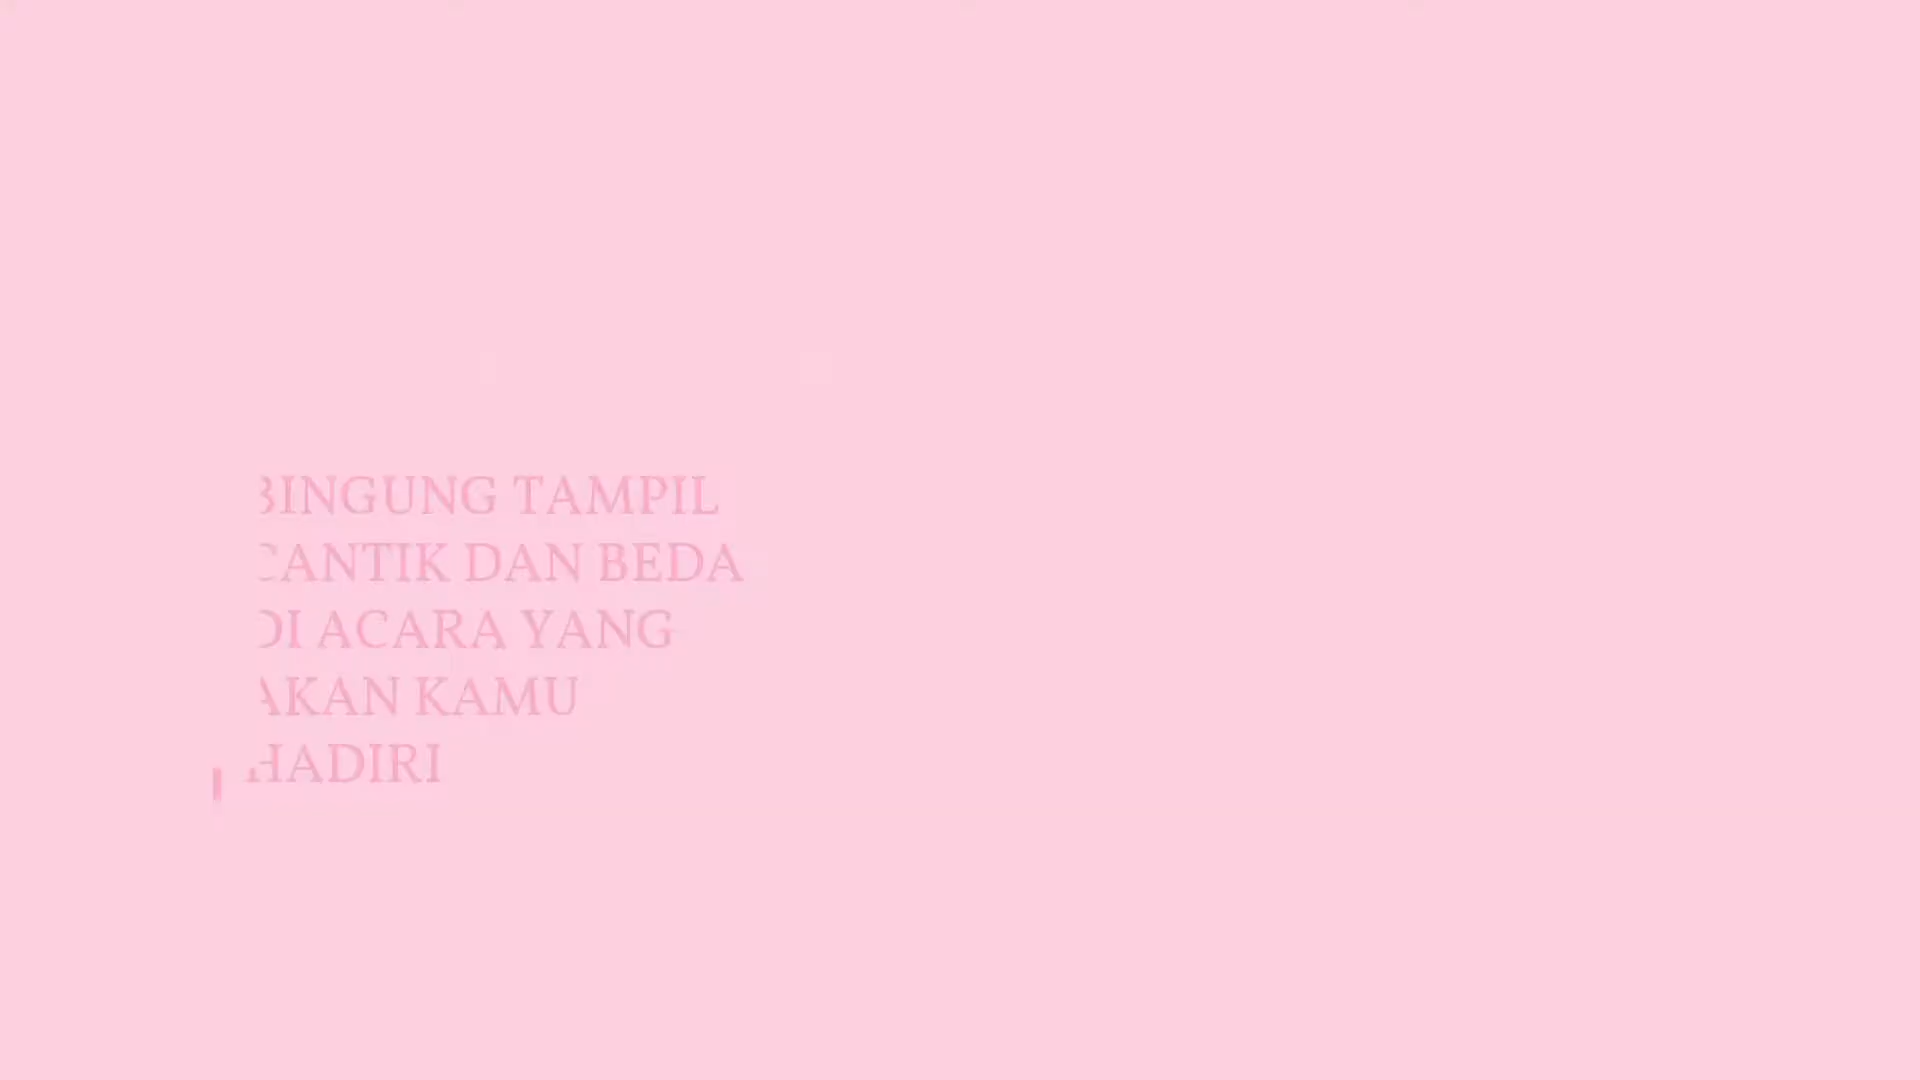 BINGUNG TAMPIL
CANTIK DAN BEDA
DI ACARA YANG
AKAN KAMU
HADIRI